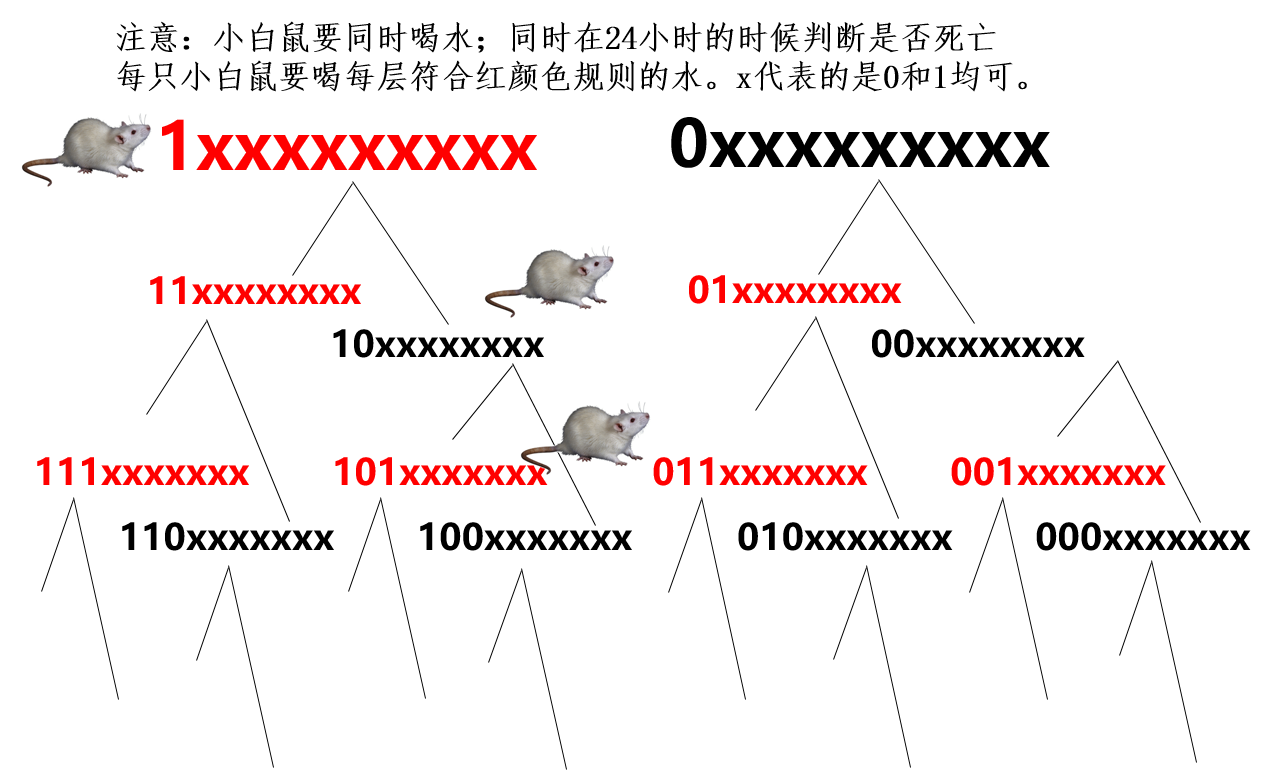 注意：小白鼠要同时喝水；同时在24小时的时候判断是否死亡
每只小白鼠要喝每层符合红颜色规则的水。x代表的是0和1均可。
1xxxxxxxxx 0xxxxxxxxx
11xxxxxxxx 01xxxxxxxx
10xxxxxxxx 00xxxxxxxx
111xxxxxxx 101xxxxxxx 011xxxxxxx 001xxxxxxx
110xxxxxxx 100xxxxxxx 010xxxxxxx 000xxxxxxx